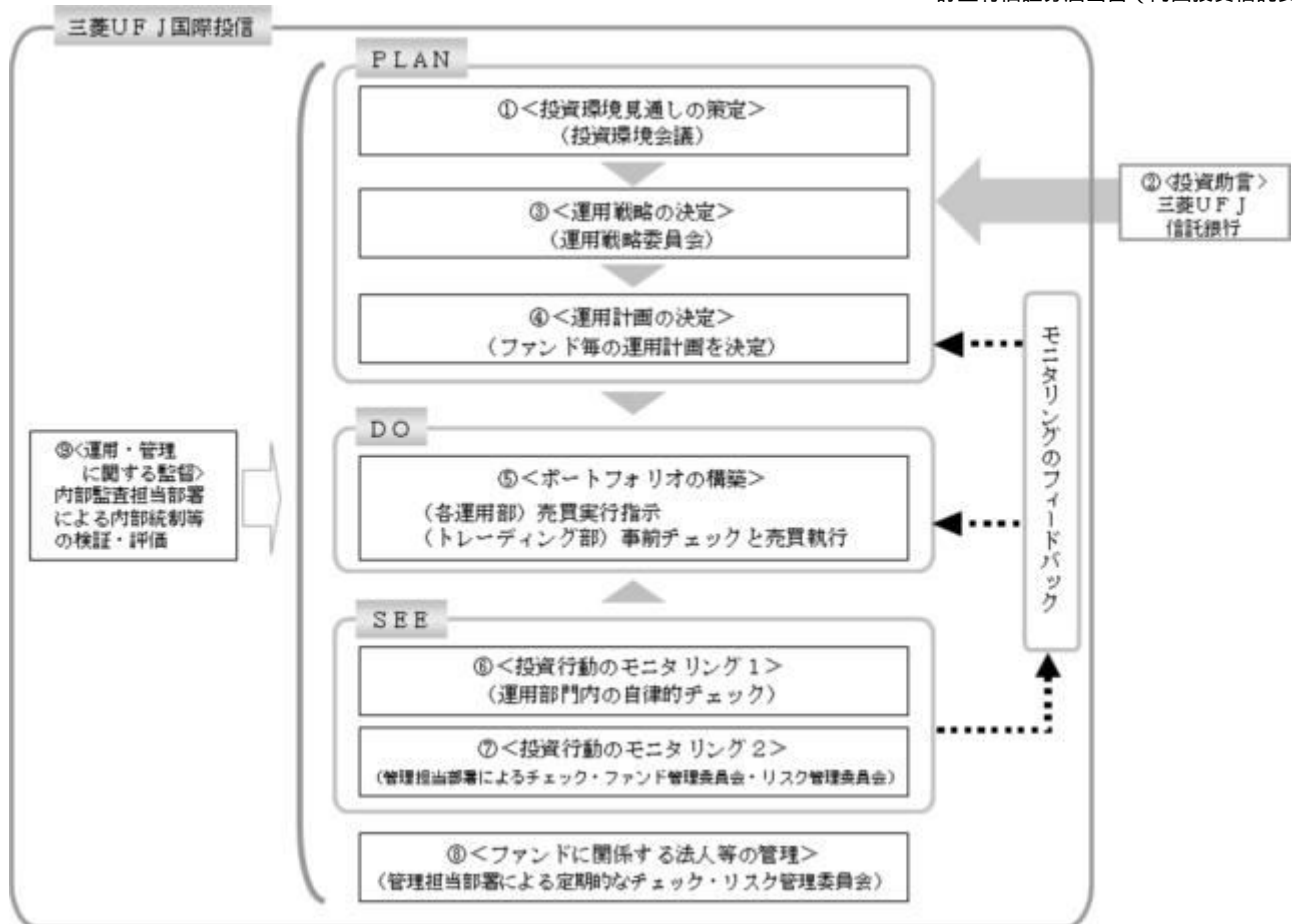 三菱UFJ国際投信
PLAN
①<投資環境見通しの策定>
(投資環境会議)
②<投資助言>
三菱UFJ
信託銀行
③<運用戦略の決定>
(運用戦略委員会)
④<運用計画の決定>
(ファンド毎の運用計画を決定)
モニタリングのフィードバック
DO
⑤<ポートフォリオの構築>
(各運用部)売買実行指示
(トレーディング部)事前チェックと売買執行
⑨<運用・管理
に関する監督>
内部監査担当部署
による内部統制等
の検証・評価
SEE
⑥<投資行動のモニタリング1>
(運用部門内の自律的チェック)
⑦<投資行動のモニタリング2>
(管理担当部署によるチェック・ファンド管理委員会・リスク管理委員会)
⑧<ファンドに関係する法人等の管理>
(管理担当部署による定期的なチェック・リスク管理委員会)